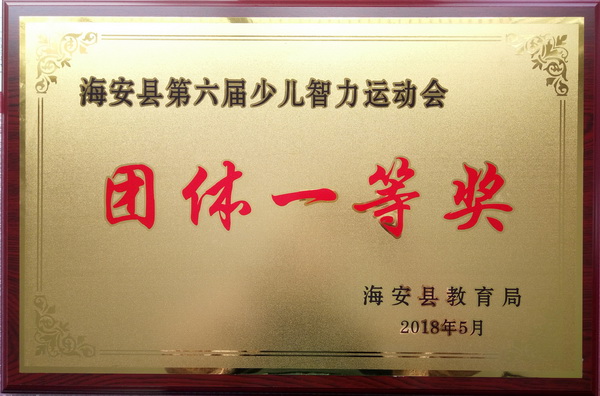 海安县第六届少儿智力运动会
团体一等奖
海安县教育局
2018年5月